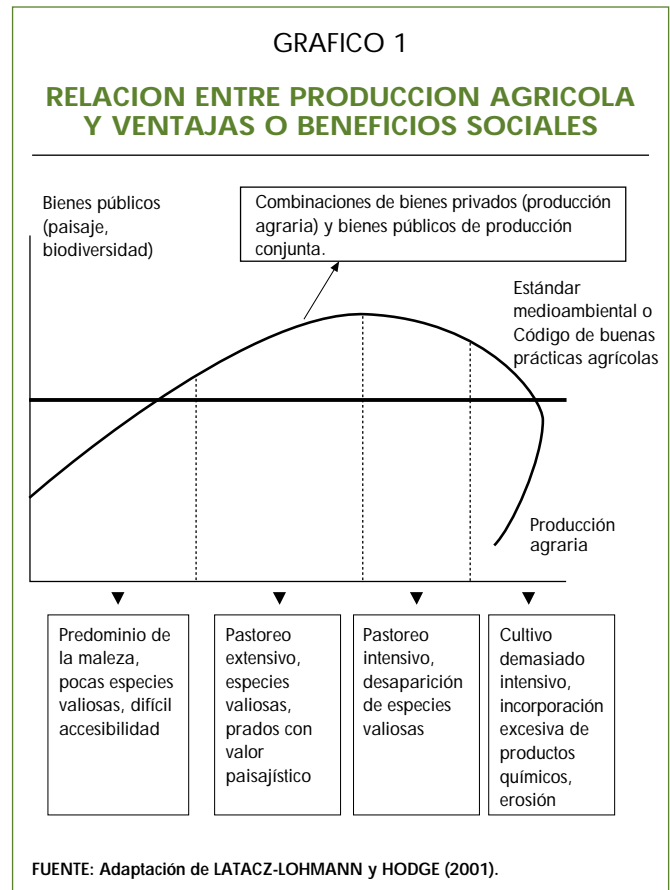 GRAFICO 1
RELACION ENTRE PRODUCCION AGRICOLA
Y VENTAJAS O BENEFICIOS SOCIALES
Bienes públicos
(paisaje,
biodiversidad)
Combinaciones de bienes privados (producción
agraria) y bienes públicos de producción
conjunta.
Estándar
medioambiental o
Código de buenas
prácticas agrícolas
Producción
agraria
Predominio de
la maleza,
pocas especies
valiosas, difícil
accesibilidad
Pastoreo
extensivo,
especies
valiosas,
prados con
valor
paisajístico
Pastoreo
intensivo,
desaparición
de especies
valiosas
Cultivo
demasiado
intensivo,
incorporación
excesiva de
productos
químicos,
erosión
FUENTE: Adaptación de LATACZ-LOHMANN y HODGE (2001).